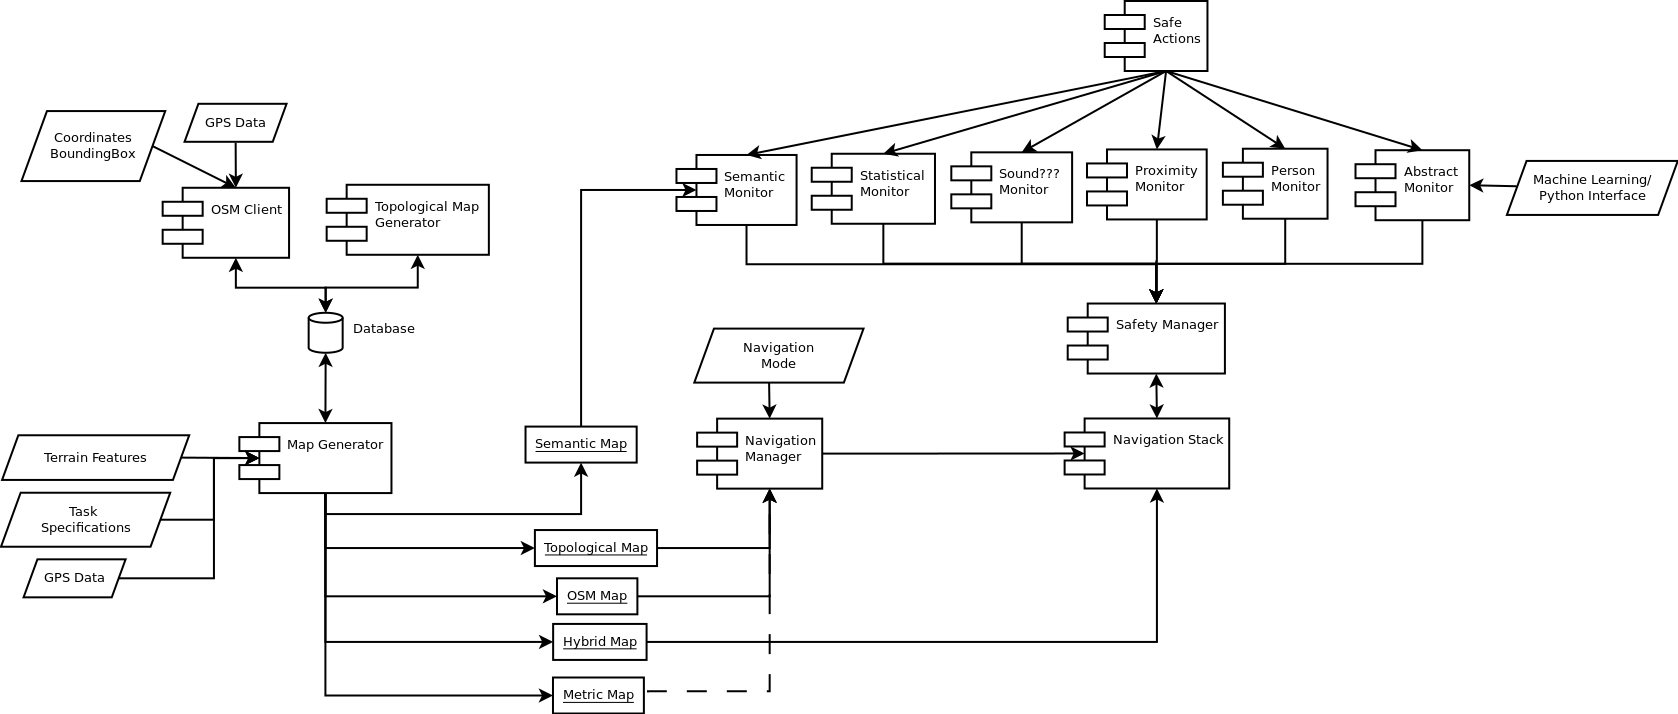 Safe
Actions
Coordinates
BoundingBox
GPS Data
OSM Client
Topological Map
Generator
Semantic
Monitor
Statistical
Monitor
Sound???
Monitor
Proximity
Monitor
Person
Monitor
Abstract
Monitor
Machine Learning/
Python Interface
Database
Safety Manager
Navigation
Mode
Map Generator
Semantic Map
Navigation
Manager
Navigation Stack
Terrain Features
Task
Specifications
GPS Data
Topological Map
OSM Map
Hybrid Map
Metric Map